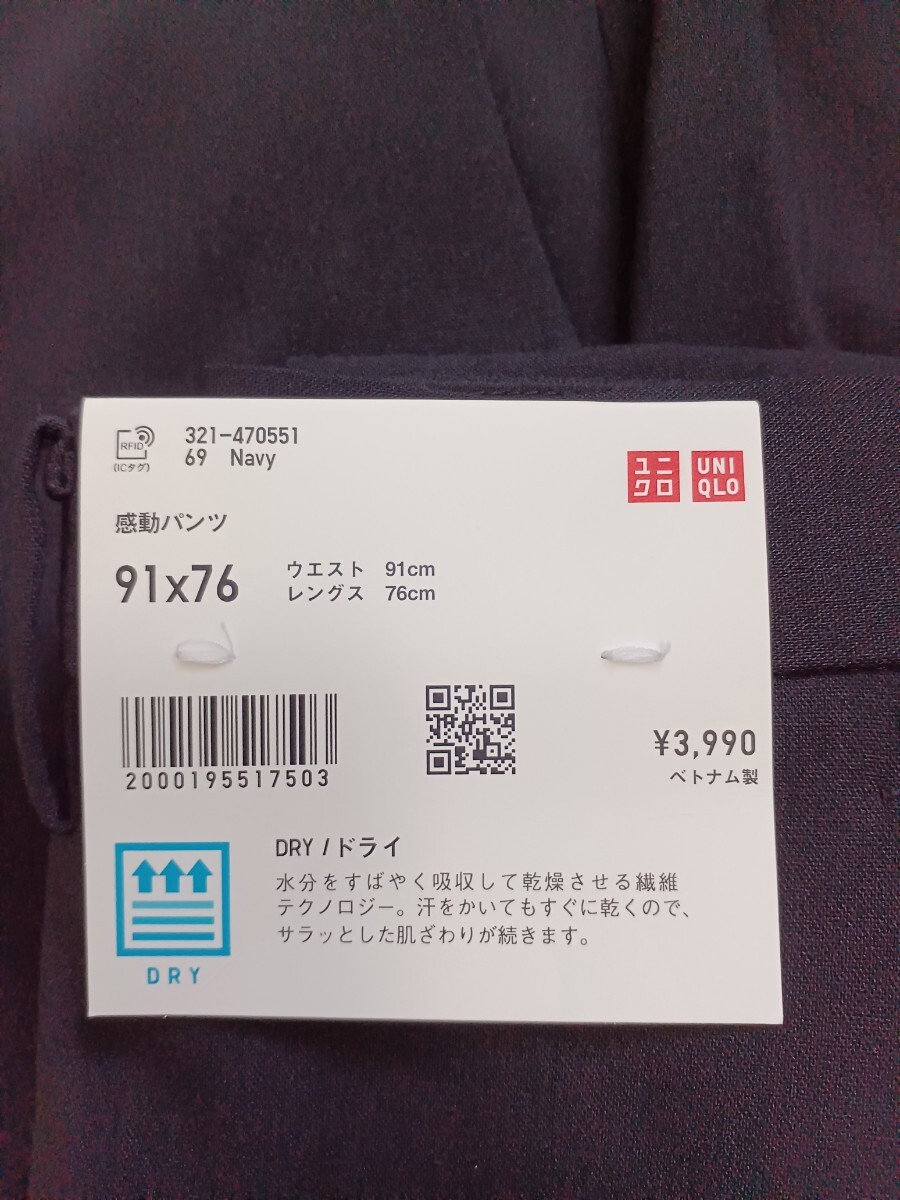 RFID
(ICタグ)
321-470551
69 Navy
ユニ
クロ
UNI
QLO
感動パンツ
91x76
ウエスト 91cm
レングス 76cm
2000195517503
¥3,990
ベトナム製
DRY
DRY / ドライ
水分をすばやく吸収して乾燥させる繊維
テクノロジー。汗をかいてもすぐに乾くので、
サラッとした肌ざわりが続きます。